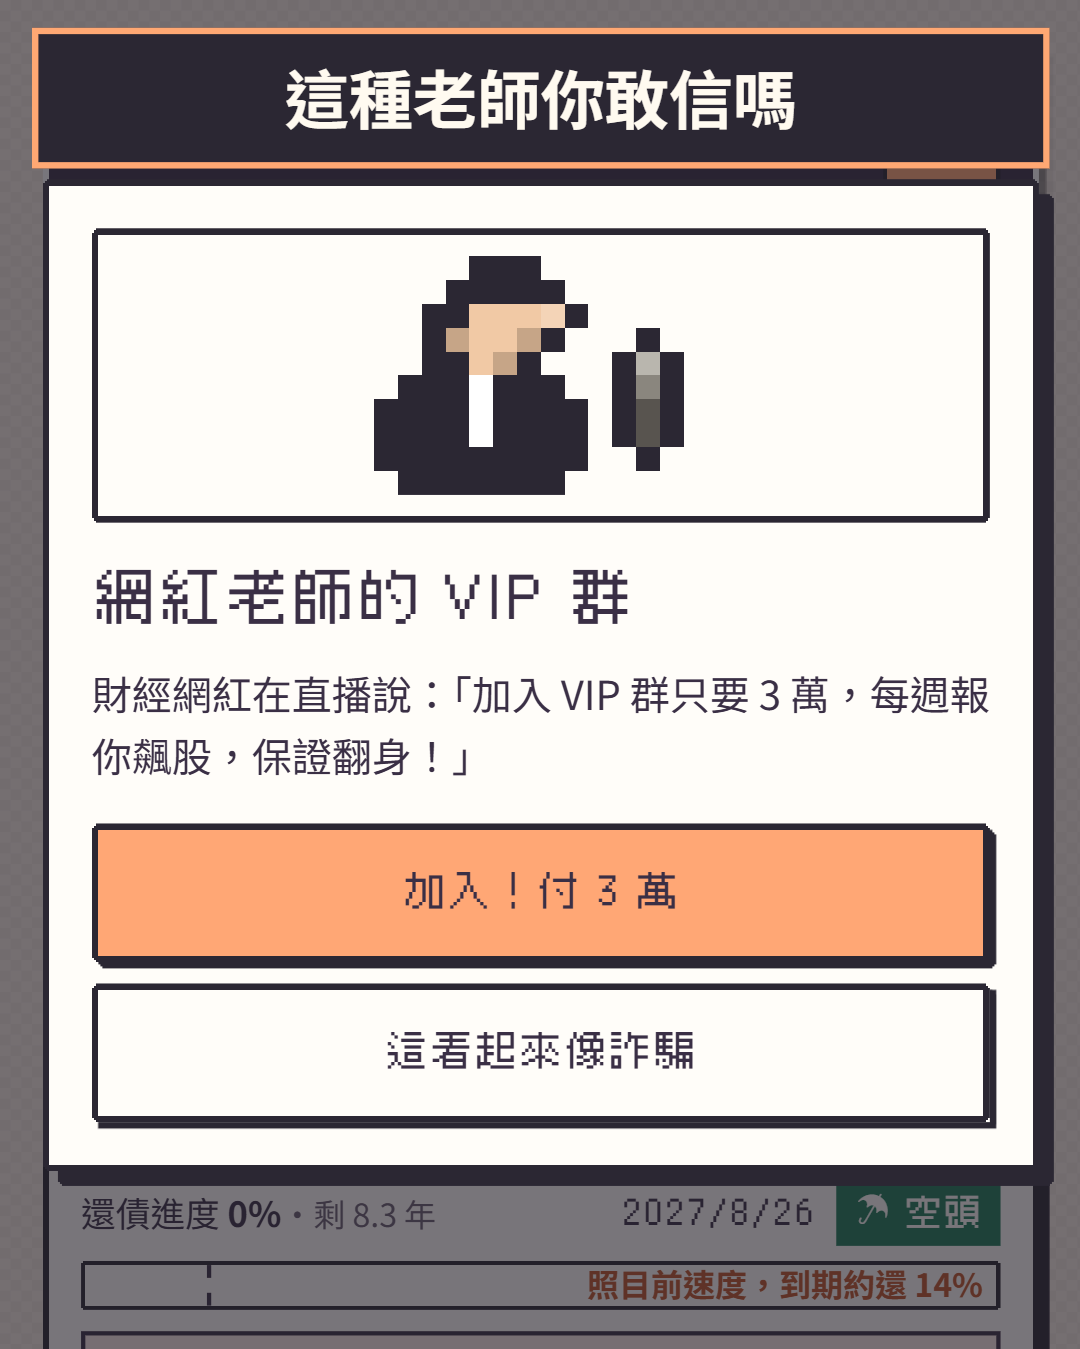 這種老師你敢信嗎
網紅老師的 VIP 群
財經網紅在直播說：「加入 VIP 群只要 3 萬，每週報
你飆股，保證翻身！」
加入！付 3 萬
這看起來像詐騙
還債進度 0%・剩 8.3 年
2027/8/26
空頭
照目前速度，到期約還 14%